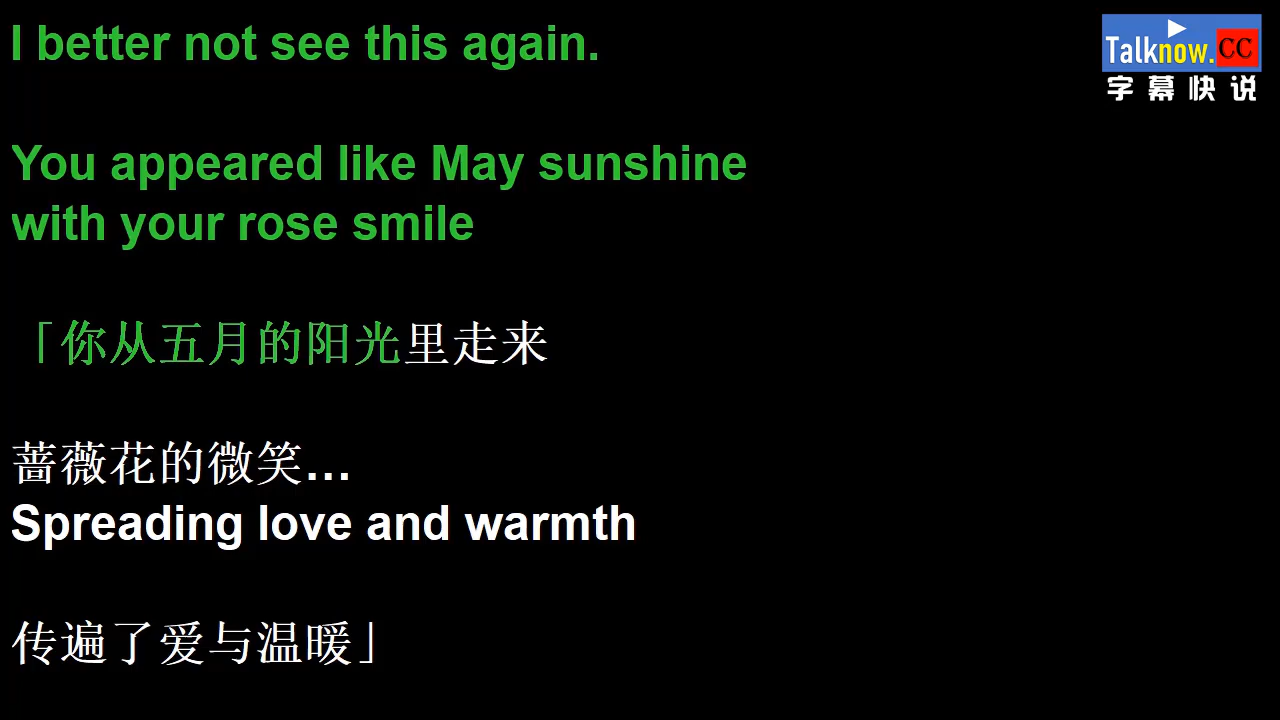 I better not see this again.
Talknow.CC
字幕快说
You appeared like May sunshine
with your rose smile
「你从五月的阳光里走来
蔷薇花的微笑...
Spreading love and warmth
传遍了爱与温暖」